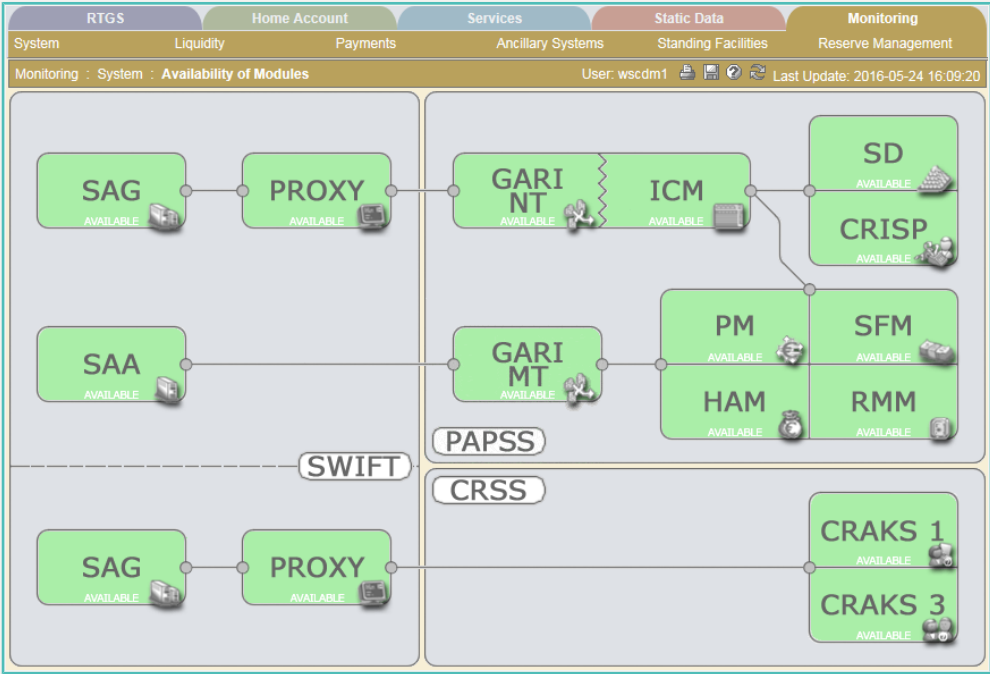 RTGS Home Account Services Static Data Monitoring
System Liquidity Payments Ancillary Systems Standing Facilities Reserve Management
Monitoring : System : Availability of Modules User: wscdm1 Last Update: 2016-05-24 16:09:20
SAG
AVAILABLE
PROXY
AVAILABLE
GARI
NT
AVAILABLE
ICM
AVAILABLE
SD
AVAILABLE
CRISP
AVAILABLE
SAA
AVAILABLE
GARI
MT
AVAILABLE
PM
AVAILABLE
SFM
AVAILABLE
HAM
AVAILABLE
RMM
AVAILABLE
PAPSS
SWIFT
CRSS
SAG
AVAILABLE
PROXY
AVAILABLE
CRAKS 1
AVAILABLE
CRAKS 3
AVAILABLE